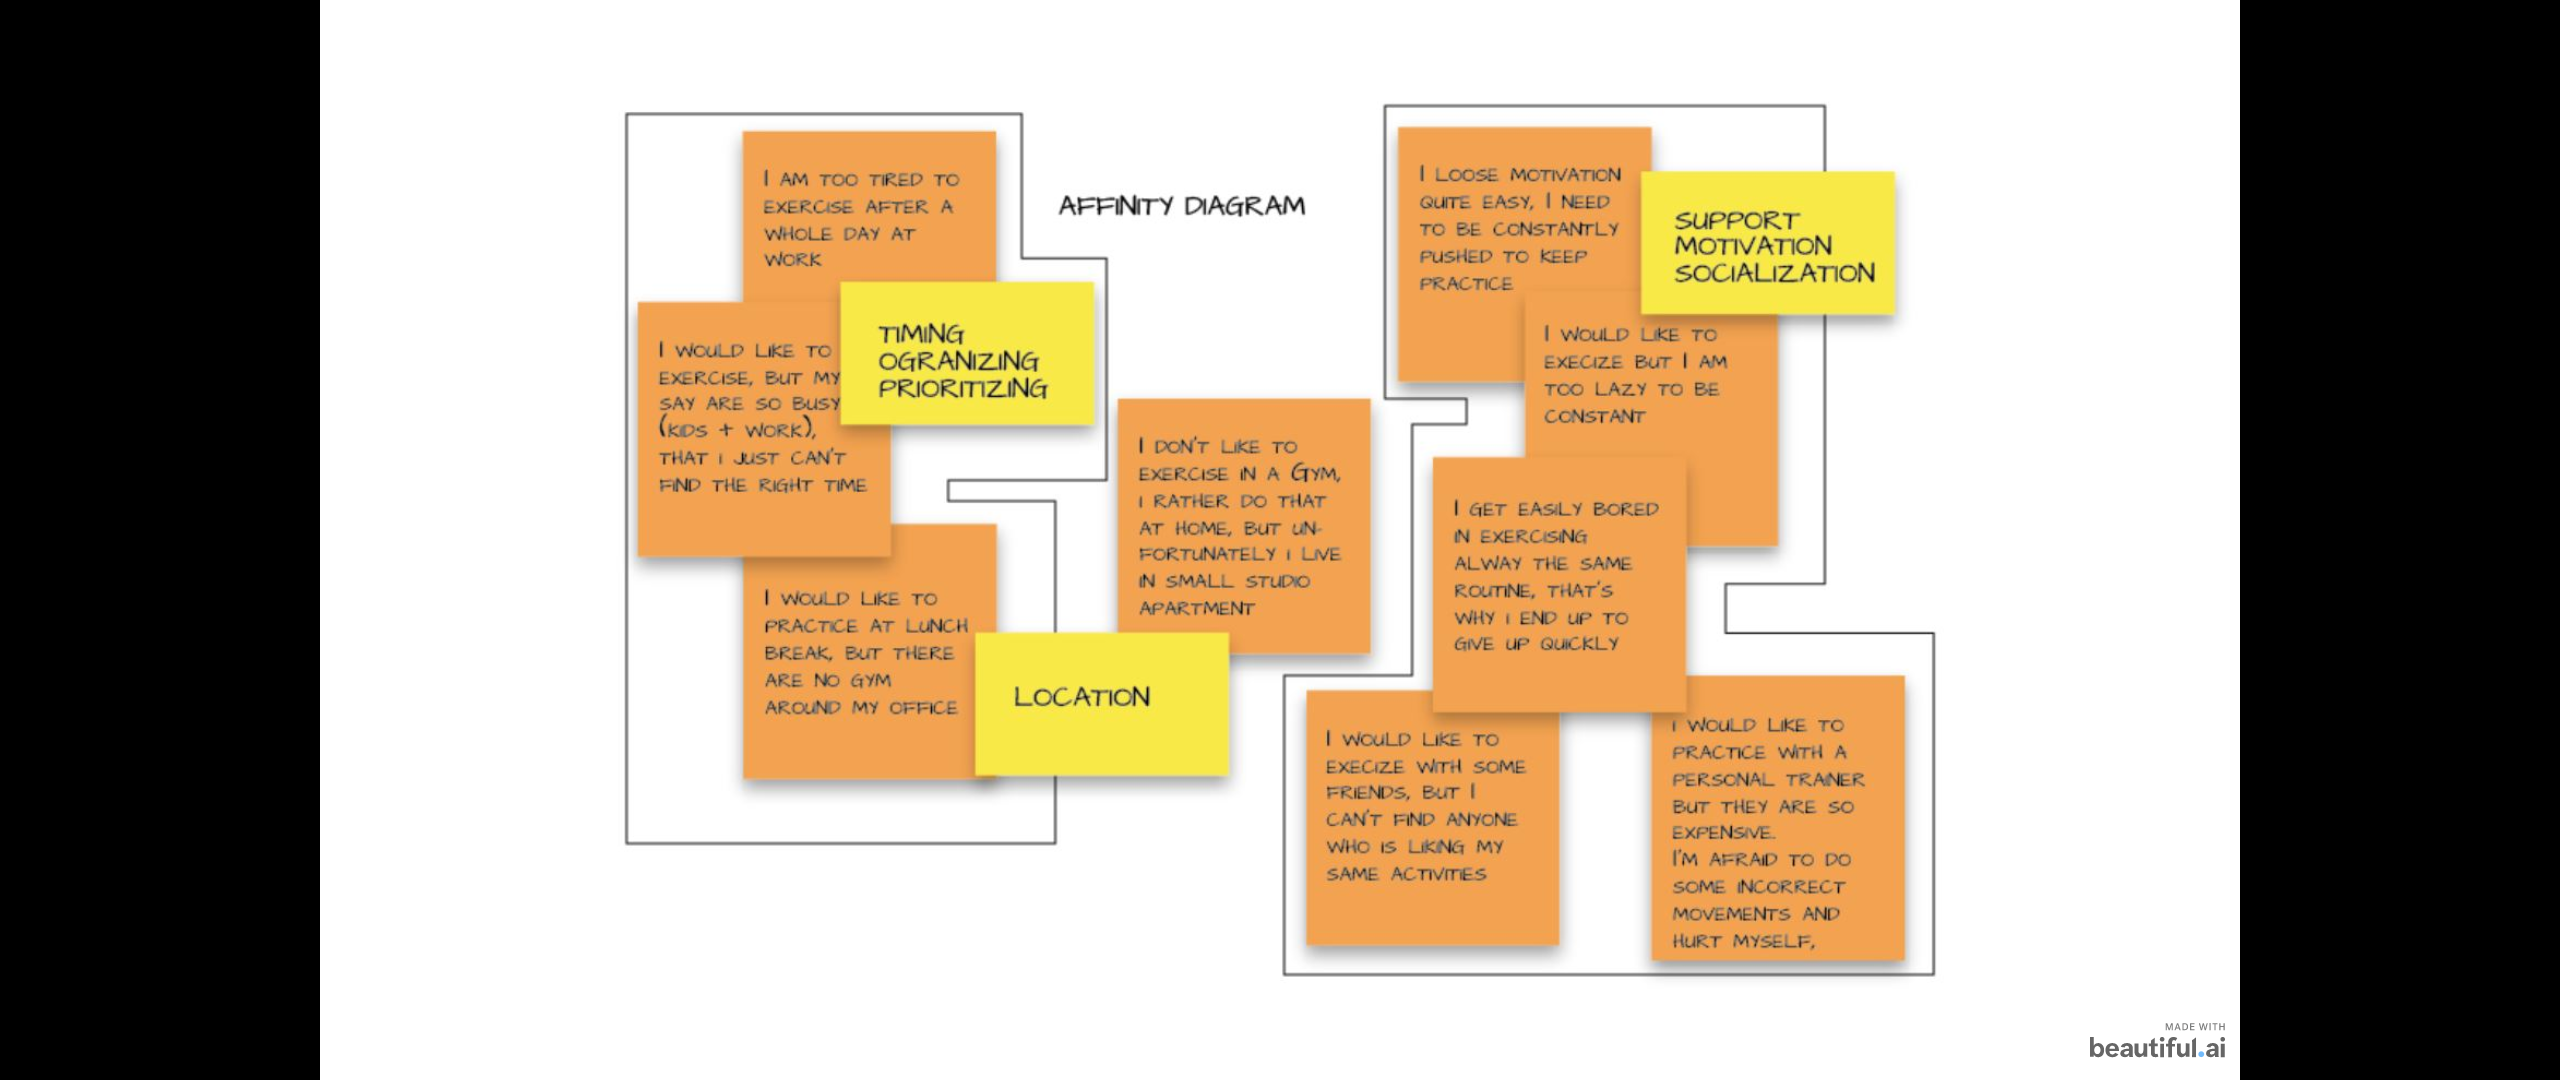 AFFINITY DIAGRAM
I AM TOO TIRED TO
EXERCISE AFTER A
WHOLE DAY AT
WORK
TIMING
OGRANIZING
PRIORITIZING
I WOULD LIKE TO
EXERCISE, BUT MY
SAY ARE SO BUSY
(KIDS + WORK),
THAT I JUST CAN'T
FIND THE RIGHT TIME
I WOULD LIKE TO
PRACTICE AT LUNCH
BREAK, BUT THERE
ARE NO GYM
AROUND MY OFFICE
LOCATION
I DON'T LIKE TO
EXERCISE IN A GYM,
I RATHER DO THAT
AT HOME, BUT UN-
FORTUNATELY I LIVE
IN SMALL STUDIO
APARTMENT
I LOOSE MOTIVATION
QUITE EASY, I NEED
TO BE CONSTANTLY
PUSHED TO KEEP
PRACTICE
SUPPORT
MOTIVATION
SOCIALIZATION
I WOULD LIKE TO
EXECIZE BUT I AM
TOO LAZY TO BE
CONSTANT
I GET EASILY BORED
IN EXERCISING
ALWAY THE SAME
ROUTINE, THAT'S
WHY I END UP TO
GIVE UP QUICKLY
I WOULD LIKE TO
EXECIZE WITH SOME
FRIENDS, BUT I
CAN'T FIND ANYONE
WHO IS LIKING MY
SAME ACTIVITIES
I WOULD LIKE TO
PRACTICE WITH A
PERSONAL TRAINER
BUT THEY ARE SO
EXPENSIVE.
I'M AFRAID TO DO
SOME INCORRECT
MOVEMENTS AND
HURT MYSELF,
MADE WITH
beautiful.ai